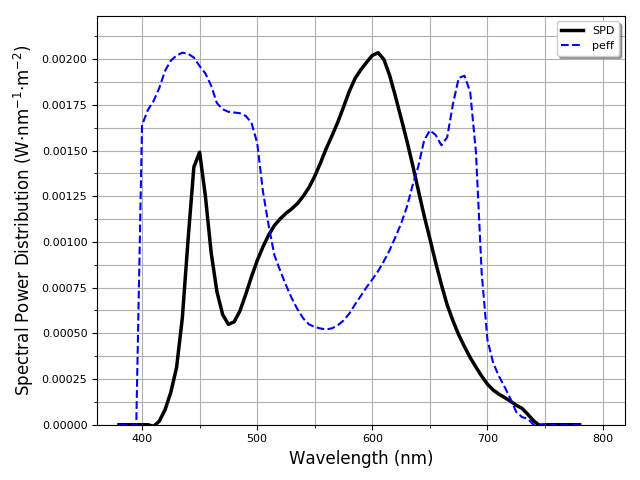 SPD
peff
0.00200
0.00175
0.00150
0.00125
0.00100
0.00075
0.00050
0.00025
0.00000
400 500 600 700 800
Wavelength (nm)
Spectral Power Distribution (W·nm⁻¹·m⁻²)